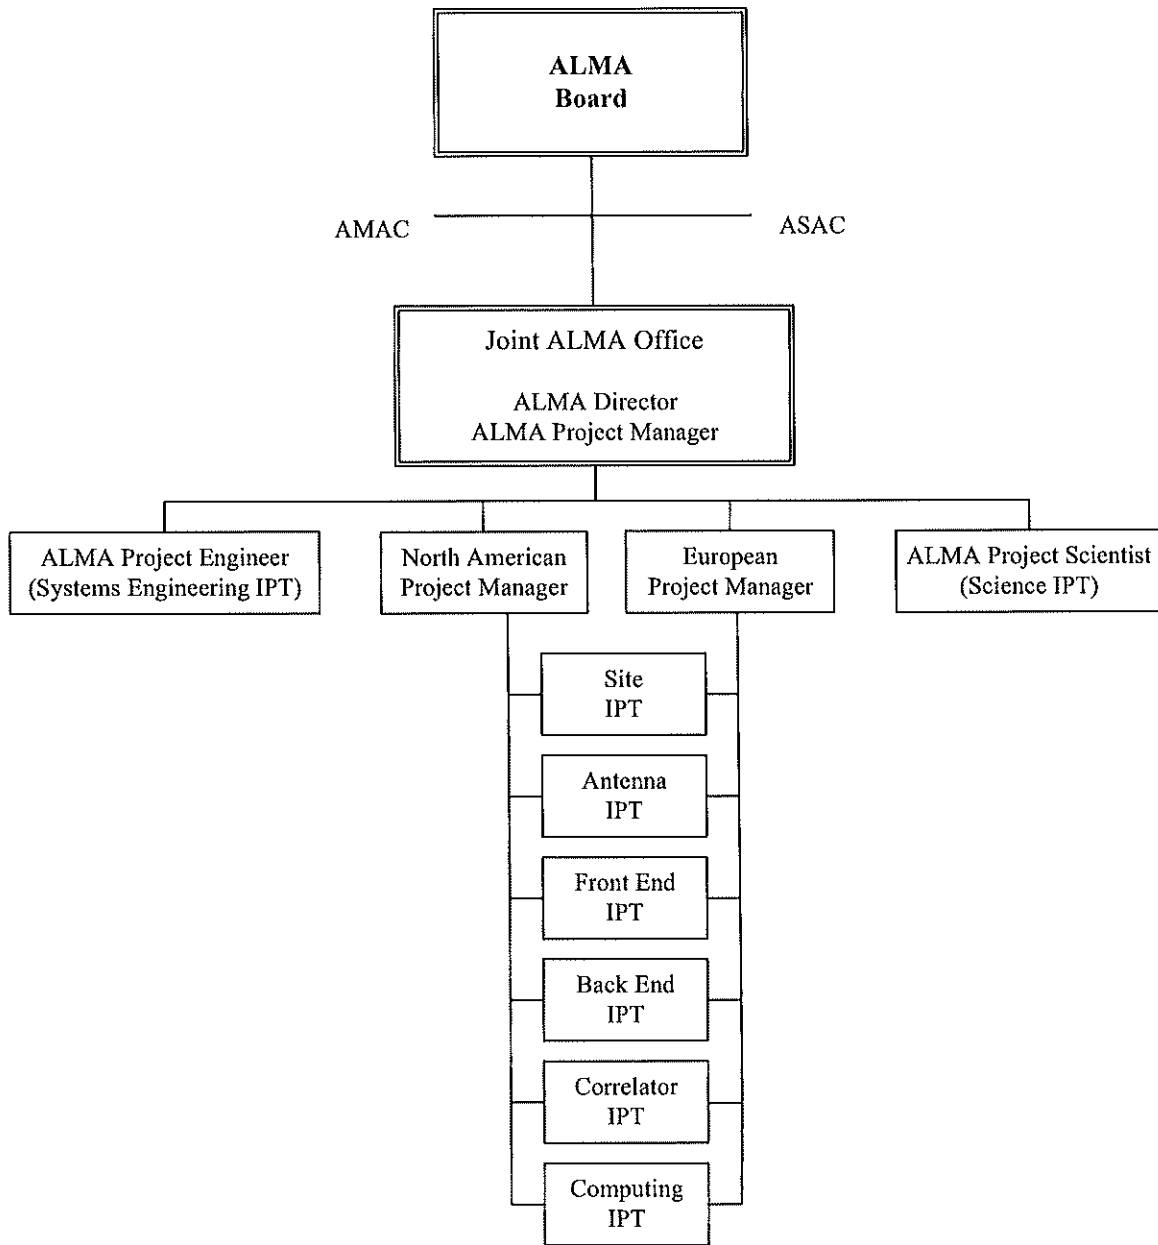 ALMA
Board
AMAC
ASAC
Joint ALMA Office
ALMA Director
ALMA Project Manager
ALMA Project Engineer
(Systems Engineering IPT)
North American
Project Manager
European
Project Manager
ALMA Project Scientist
(Science IPT)
Site
IPT
Antenna
IPT
Front End
IPT
Back End
IPT
Correlator
IPT
Computing
IPT